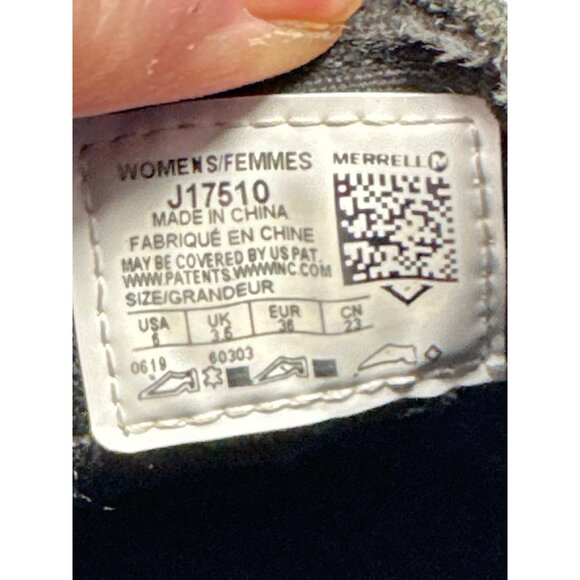 WOMENS/FEMMES MERRELL M
J17510
MADE IN CHINA
FABRIQUÉ EN CHINE
MAY BE COVERED BY US PAT.
WWW.PATENTS.WWWINC.COM
SIZE/GRANDEUR
USA UK EUR CN
6 3.5 36 23
0619 60303